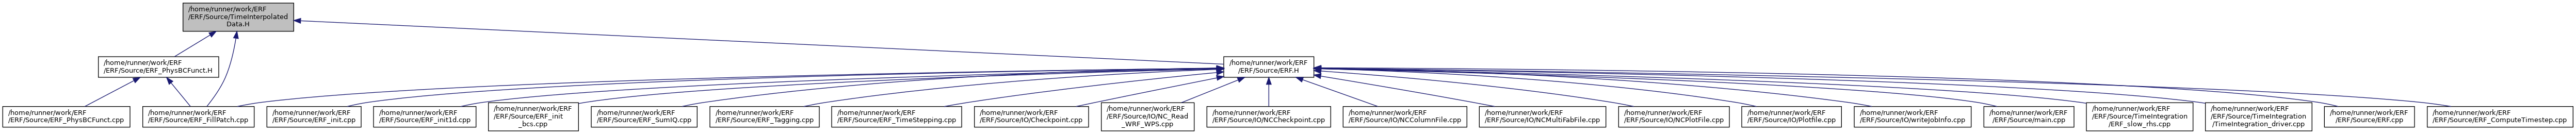 /home/runner/work/ERF
/ERF/Source/TimeInterpolated
Data.H
/home/runner/work/ERF
/ERF/Source/ERF_PhysBCFunct.H
/home/runner/work/ERF
/ERF/Source/ERF.H
/home/runner/work/ERF
/ERF/Source/ERF_PhysBCFunct.cpp
/home/runner/work/ERF
/ERF/Source/ERF_FillPatch.cpp
/home/runner/work/ERF
/ERF/Source/ERF_init.cpp
/home/runner/work/ERF
/ERF/Source/ERF_init1d.cpp
/home/runner/work/ERF
/ERF/Source/ERF_init
_bcs.cpp
/home/runner/work/ERF
/ERF/Source/ERF_SumIQ.cpp
/home/runner/work/ERF
/ERF/Source/ERF_Tagging.cpp
/home/runner/work/ERF
/ERF/Source/ERF_TimeStepping.cpp
/home/runner/work/ERF
/ERF/Source/IO/Checkpoint.cpp
/home/runner/work/ERF
/ERF/Source/IO/NC_Read
_WRF_WPS.cpp
/home/runner/work/ERF
/ERF/Source/IO/NCCheckpoint.cpp
/home/runner/work/ERF
/ERF/Source/IO/NCColumnFile.cpp
/home/runner/work/ERF
/ERF/Source/IO/NCMultiFabFile.cpp
/home/runner/work/ERF
/ERF/Source/IO/NCPlotFile.cpp
/home/runner/work/ERF
/ERF/Source/IO/Plotfile.cpp
/home/runner/work/ERF
/ERF/Source/IO/writeJobInfo.cpp
/home/runner/work/ERF
/ERF/Source/main.cpp
/home/runner/work/ERF
/ERF/Source/TimeIntegration
/ERF_slow_rhs.cpp
/home/runner/work/ERF
/ERF/Source/TimeIntegration
/TimeIntegration_driver.cpp
/home/runner/work/ERF
/ERF/Source/ERF.cpp
/home/runner/work/ERF
/ERF/Source/ERF_ComputeTimestep.cpp